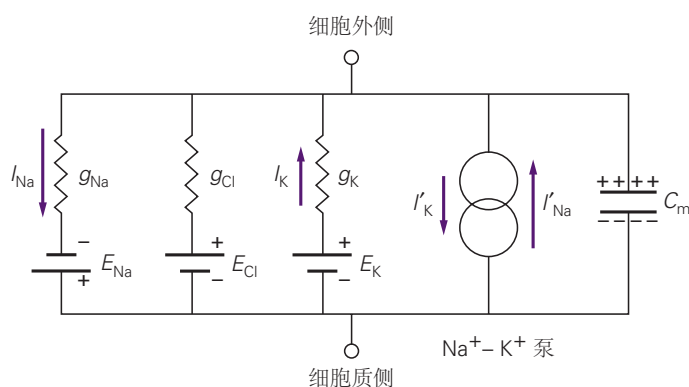 细胞外侧
I_Na g_Na g_Cl I_K g_K I′_K I′_Na + + + + C_m
- + + – – – –
E_Na E_Cl E_K
+ – –
Na⁺– K⁺ 泵
细胞质侧